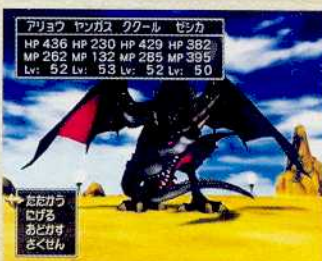 アリョウ ヤンガス ククール ゼシカ
HP 436 HP 230 HP 429 HP 382
MP 262 MP 132 MP 285 MP 395
Lv: 52 Lv: 53 Lv: 52 Lv: 50
たたかう
にげる
おどかす
さくせん